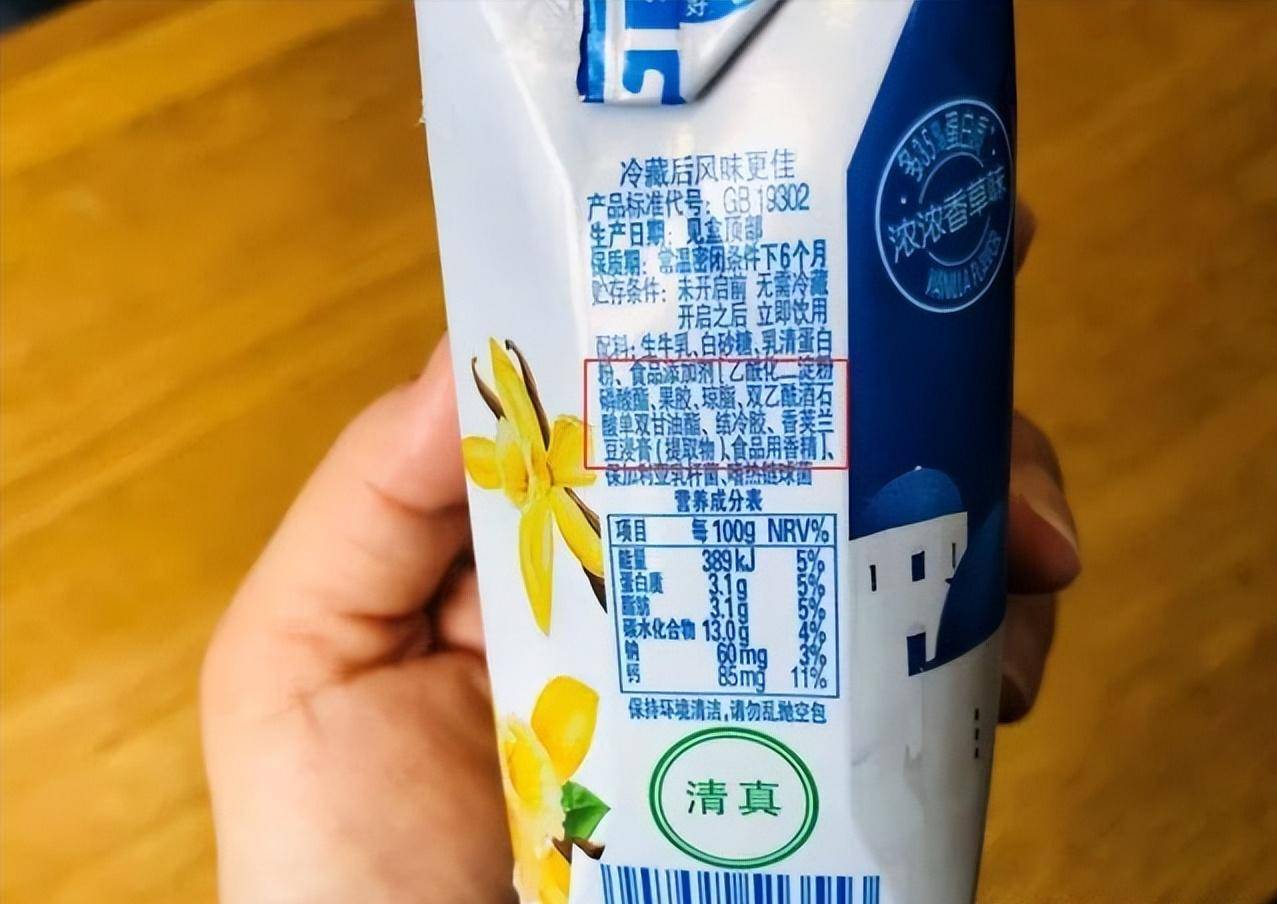 好
冷藏后风味更佳
产品标准代号：GB 19302
生产日期：见盒顶部
保质期：常温密闭条件下6个月
贮存条件：未开启前 无需冷藏
开启之后 立即饮用
配料：生牛乳、白砂糖、乳清蛋白
粉、食品添加剂(乙酰化二淀粉
磷酸酯、果胶、琼脂、双乙酰酒石
酸单双甘油酯、结冷胶、香荚兰
豆浸膏(提取物)、食品用香精)、
保加利亚乳杆菌、嗜热链球菌
营养成分表
项目 每100g NRV%
能量 389kJ 5%
蛋白质 3.1g 5%
脂肪 3.1g 5%
碳水化合物 13.0g 4%
钠 60mg 3%
钙 85mg 11%
保持环境清洁,请勿乱抛空包
清真
多35%蛋白质
浓浓香草味
VANILLA